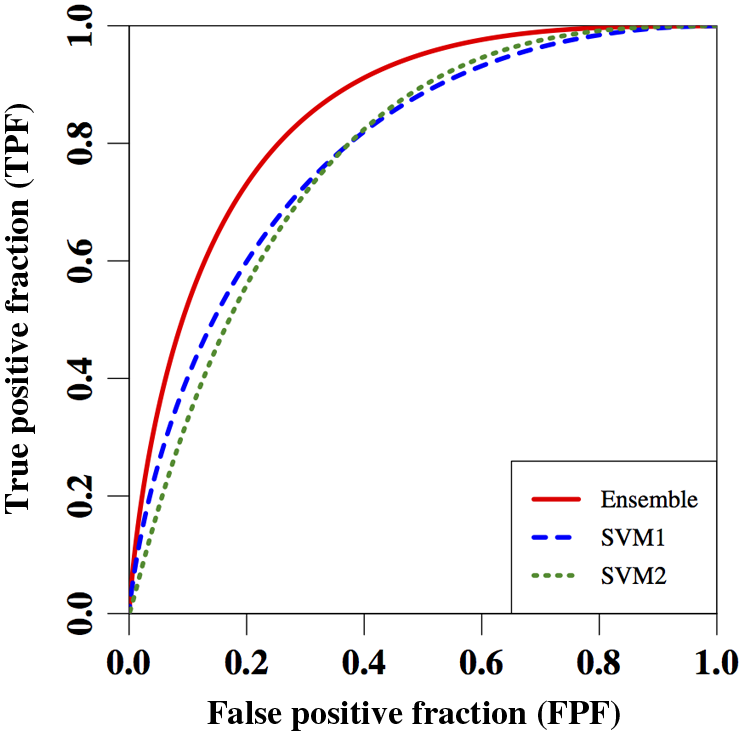 True positive fraction (TPF)
1.0
0.8
0.6
0.4
0.2
0.0
Ensemble
SVM1
SVM2
0.0 0.2 0.4 0.6 0.8 1.0
False positive fraction (FPF)